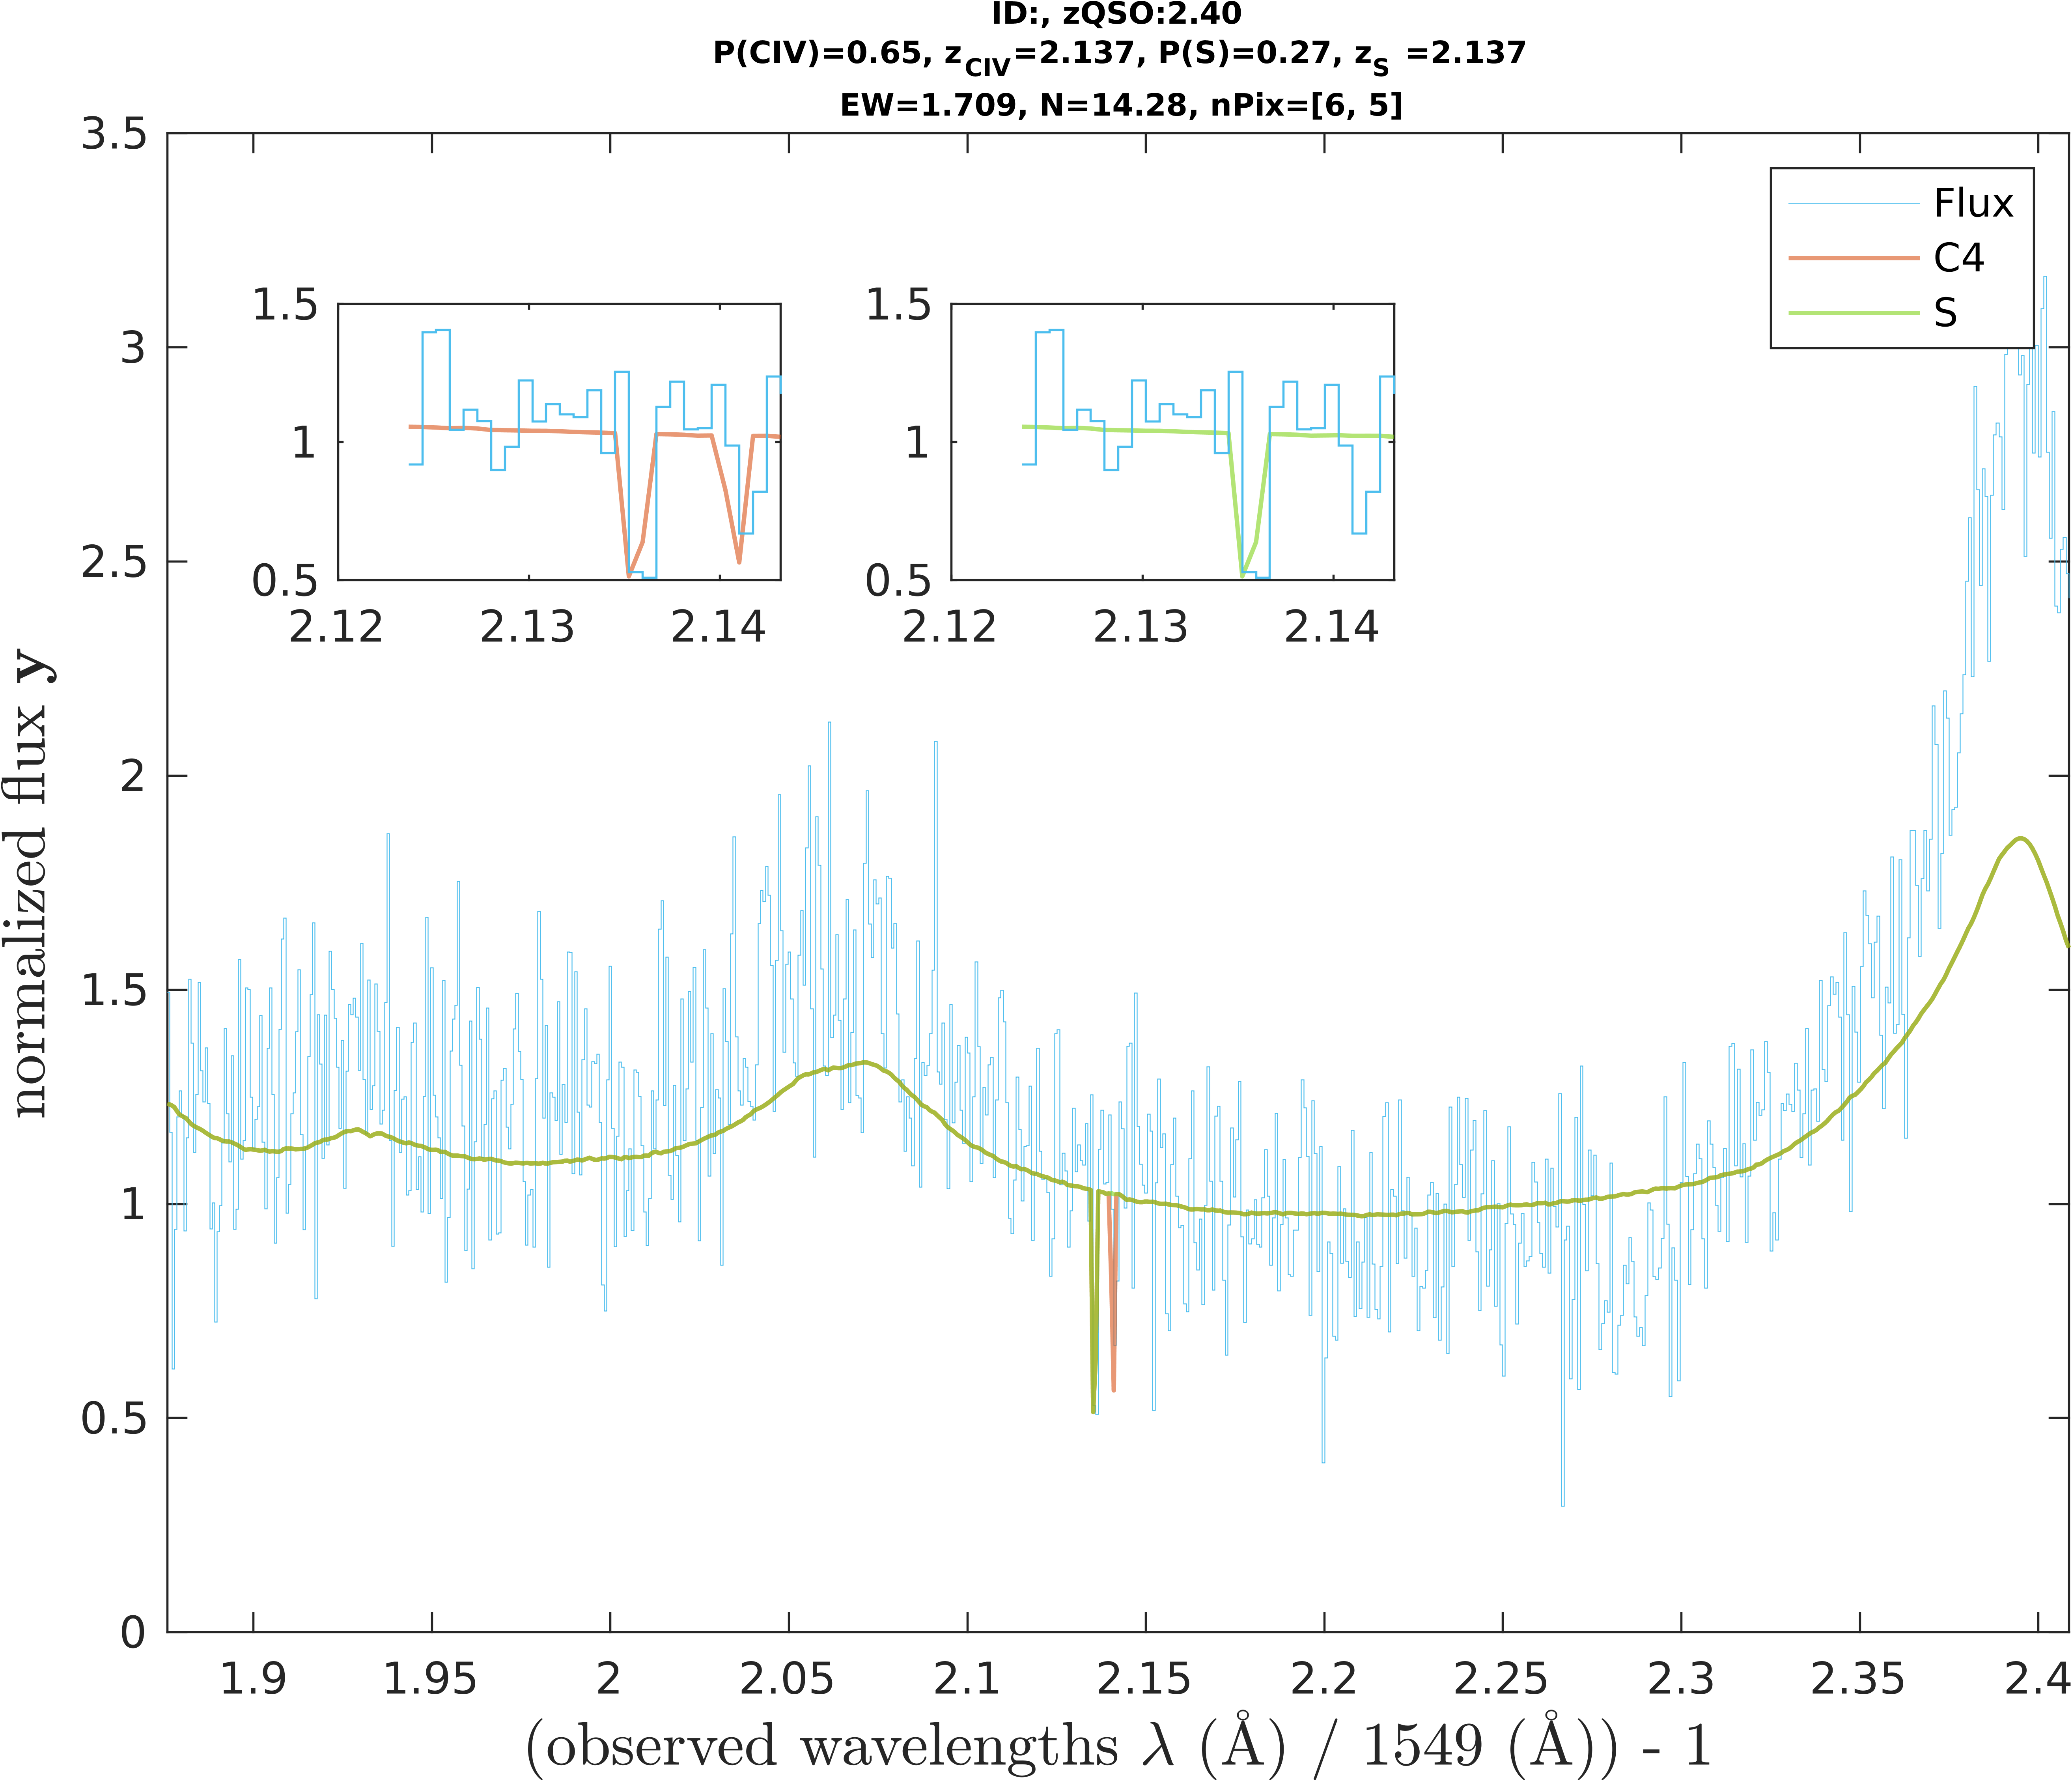 ID:, zQSO:2.40
P(CIV)=0.65, z_CIV=2.137, P(S)=0.27, z_S =2.137
EW=1.709, N=14.28, nPix=[6, 5]
3.5
3
2.5
2
1.5
1
0.5
0
normalized flux y
Flux
C4
S
1.5
1
0.5
2.12 2.13 2.14
1.5
1
0.5
2.12 2.13 2.14
1.9 1.95 2 2.05 2.1 2.15 2.2 2.25 2.3 2.35 2.4
(observed wavelengths λ (Å) / 1549 (Å)) - 1